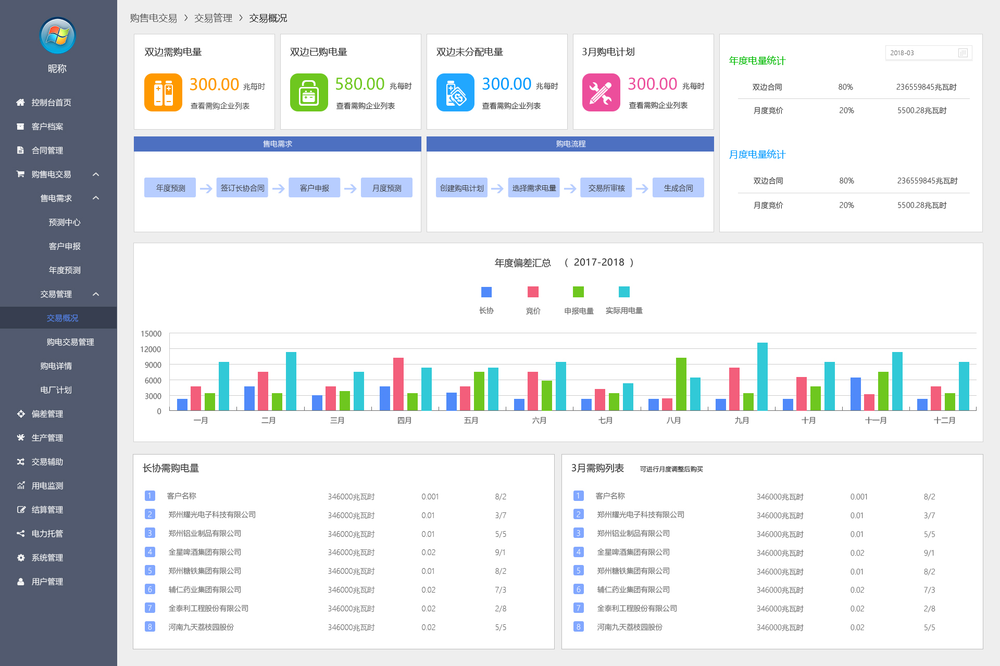 昵称
控制台首页
客户档案
合同管理
购售电交易
售电需求
预测中心
客户申报
年度预测
交易管理
交易概况
购电交易管理
购电详情
电厂计划
偏差管理
生产管理
交易辅助
用电监测
结算管理
电力托管
系统管理
用户管理
购售电交易 > 交易管理 > 交易概况
双边需购电量
300.00 兆每时
查看需购企业列表
双边已购电量
580.00 兆每时
查看需购企业列表
双边未分配电量
300.00 兆每时
查看需购企业列表
3月购电计划
300.00 兆每时
查看需购企业列表
2018-03
年度电量统计
双边合同 80% 236559845兆瓦时
月度竞价 20% 5500.28兆瓦时
月度电量统计
双边合同 80% 236559845兆瓦时
月度竞价 20% 5500.28兆瓦时
售电需求
年度预测 签订长协合同 客户申报 月度预测
购电流程
创建购电计划 选择需求电量 交易所审核 生成合同
年度偏差汇总 （ 2017-2018 ）
长协 竞价 申报电量 实际用电量
15000
12000
9000
6000
3000
0
一月 二月 三月 四月 五月 六月 七月 八月 九月 十月 十一月 十二月
长协需购电量
1 客户名称 346000兆瓦时 0.001 8/2
2 郑州耀光电子科技有限公司 346000兆瓦时 0.01 3/7
3 郑州铝业制品有限公司 346000兆瓦时 0.01 5/5
4 金星啤酒集团有限公司 346000兆瓦时 0.02 9/1
5 郑州糖铁集团有限公司 346000兆瓦时 0.01 8/2
6 辅仁药业集团有限公司 346000兆瓦时 0.02 7/3
7 金泰利工程股份有限公司 346000兆瓦时 0.02 2/8
8 河南九天荔枝园股份 346000兆瓦时 0.02 5/5
3月需购列表 可进行月度调整后购买
1 客户名称 346000兆瓦时 0.001 8/2
2 郑州耀光电子科技有限公司 346000兆瓦时 0.01 3/7
3 郑州铝业制品有限公司 346000兆瓦时 0.01 5/5
4 金星啤酒集团有限公司 346000兆瓦时 0.02 9/1
5 郑州糖铁集团有限公司 346000兆瓦时 0.01 8/2
6 辅仁药业集团有限公司 346000兆瓦时 0.02 7/3
7 金泰利工程股份有限公司 346000兆瓦时 0.02 2/8
8 河南九天荔枝园股份 346000兆瓦时 0.02 5/5